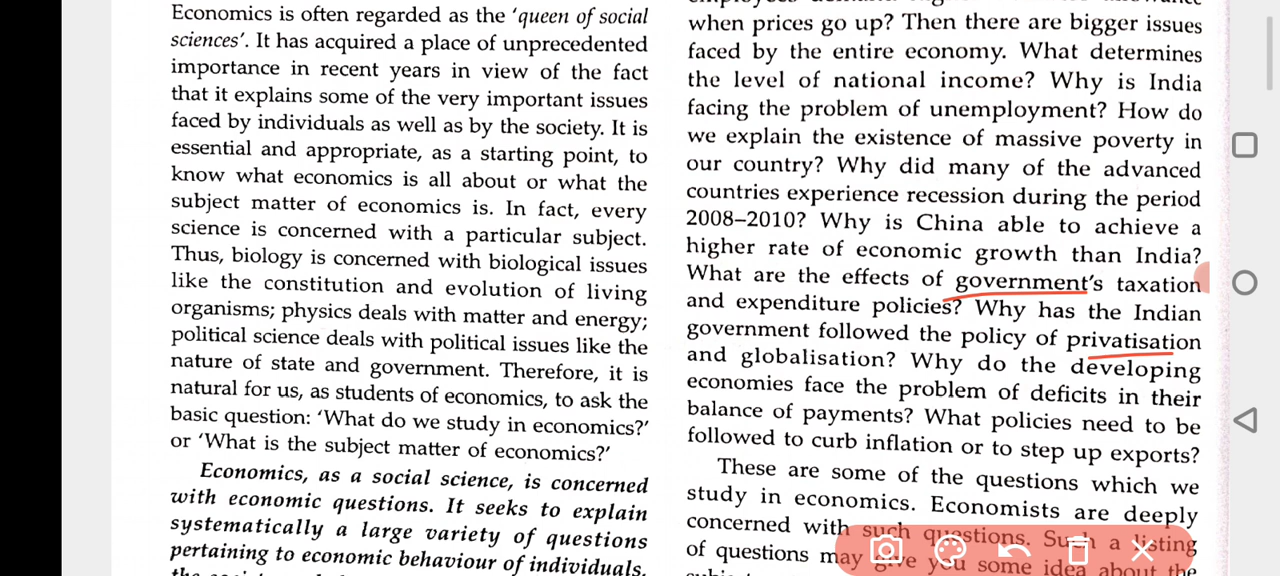 Economics is often regarded as the ‘queen of social
sciences’. It has acquired a place of unprecedented
importance in recent years in view of the fact
that it explains some of the very important issues
faced by individuals as well as by the society. It is
essential and appropriate, as a starting point, to
know what economics is all about or what the
subject matter of economics is. In fact, every
science is concerned with a particular subject.
Thus, biology is concerned with biological issues
like the constitution and evolution of living
organisms; physics deals with matter and energy;
political science deals with political issues like the
nature of state and government. Therefore, it is
natural for us, as students of economics, to ask the
basic question: ‘What do we study in economics?’
or ‘What is the subject matter of economics?’
Economics, as a social science, is concerned
with economic questions. It seeks to explain
systematically a large variety of questions
pertaining to economic behaviour of individuals,
when prices go up? Then there are bigger issues
faced by the entire economy. What determines
the level of national income? Why is India
facing the problem of unemployment? How do
we explain the existence of massive poverty in
our country? Why did many of the advanced
countries experience recession during the period
2008–2010? Why is China able to achieve a
higher rate of economic growth than India?
What are the effects of government’s taxation
and expenditure policies? Why has the Indian
government followed the policy of privatisation
and globalisation? Why do the developing
economies face the problem of deficits in their
balance of payments? What policies need to be
followed to curb inflation or to step up exports?
These are some of the questions which we
study in economics. Economists are deeply
concerned with such questions. Such a listing
of questions may give you some idea about the